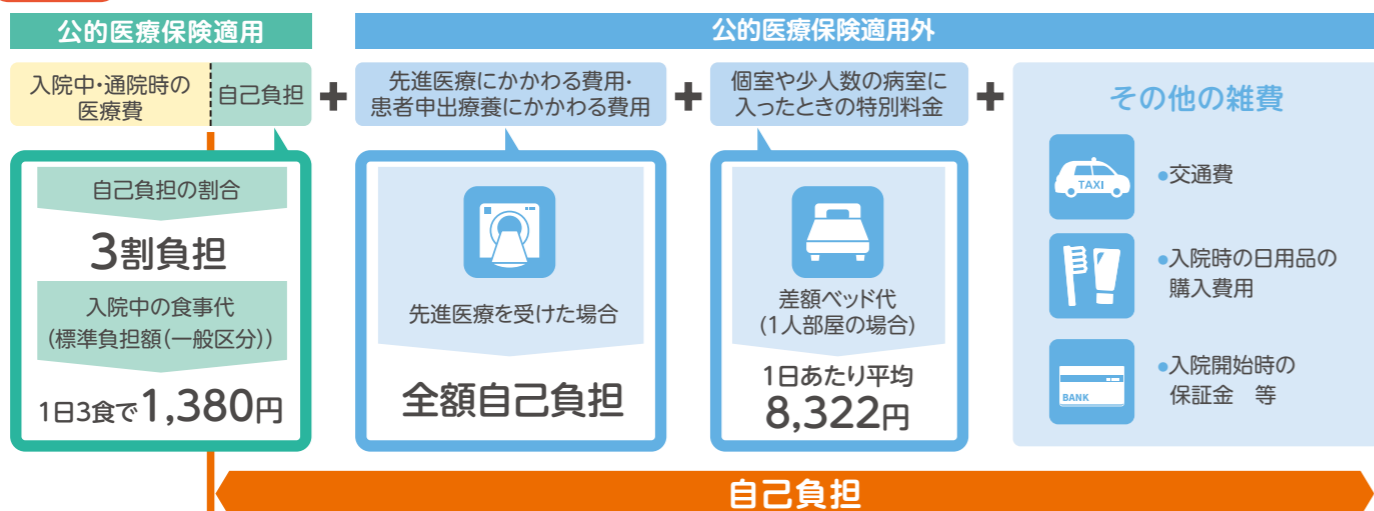 公的医療保険適用
公的医療保険適用外
入院中・通院時の
医療費
自己負担
+
先進医療にかかわる費用・
患者申出療養にかかわる費用
+
個室や少人数の病室に
入ったときの特別料金
+
その他の雑費
自己負担の割合
3割負担
入院中の食事代
(標準負担額(一般区分))
1日3食で1,380円
先進医療を受けた場合
全額自己負担
差額ベッド代
(1人部屋の場合)
1日あたり平均
8,322円
TAXI
●交通費
●入院時の日用品の
購入費用
BANK
●入院開始時の
保証金 等
自己負担